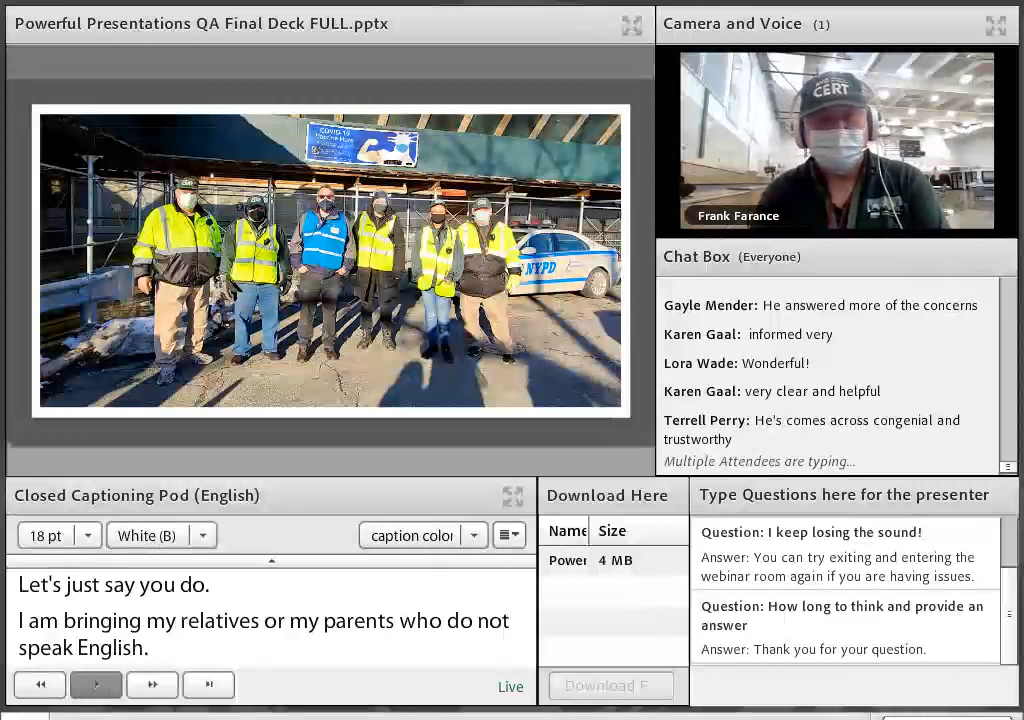 Powerful Presentations QA Final Deck FULL.pptx
COVID-19
Vaccine Here
NYPD
Camera and Voice (1)
CERT
Frank Farance
Chat Box (Everyone)
Gayle Mender: He answered more of the concerns
Karen Gaal: informed very
Lora Wade: Wonderful!
Karen Gaal: very clear and helpful
Terrell Perry: He's comes across congenial and
trustworthy
Multiple Attendees are typing...
Closed Captioning Pod (English)
18 pt
White (B)
caption color
Let's just say you do.
I am bringing my relatives or my parents who do not
speak English.
Live
Download Here
Name Size
Power 4 MB
Download F
Type Questions here for the presenter
Question: I keep losing the sound!
Answer: You can try exiting and entering the
webinar room again if you are having issues.
Question: How long to think and provide an
answer
Answer: Thank you for your question.